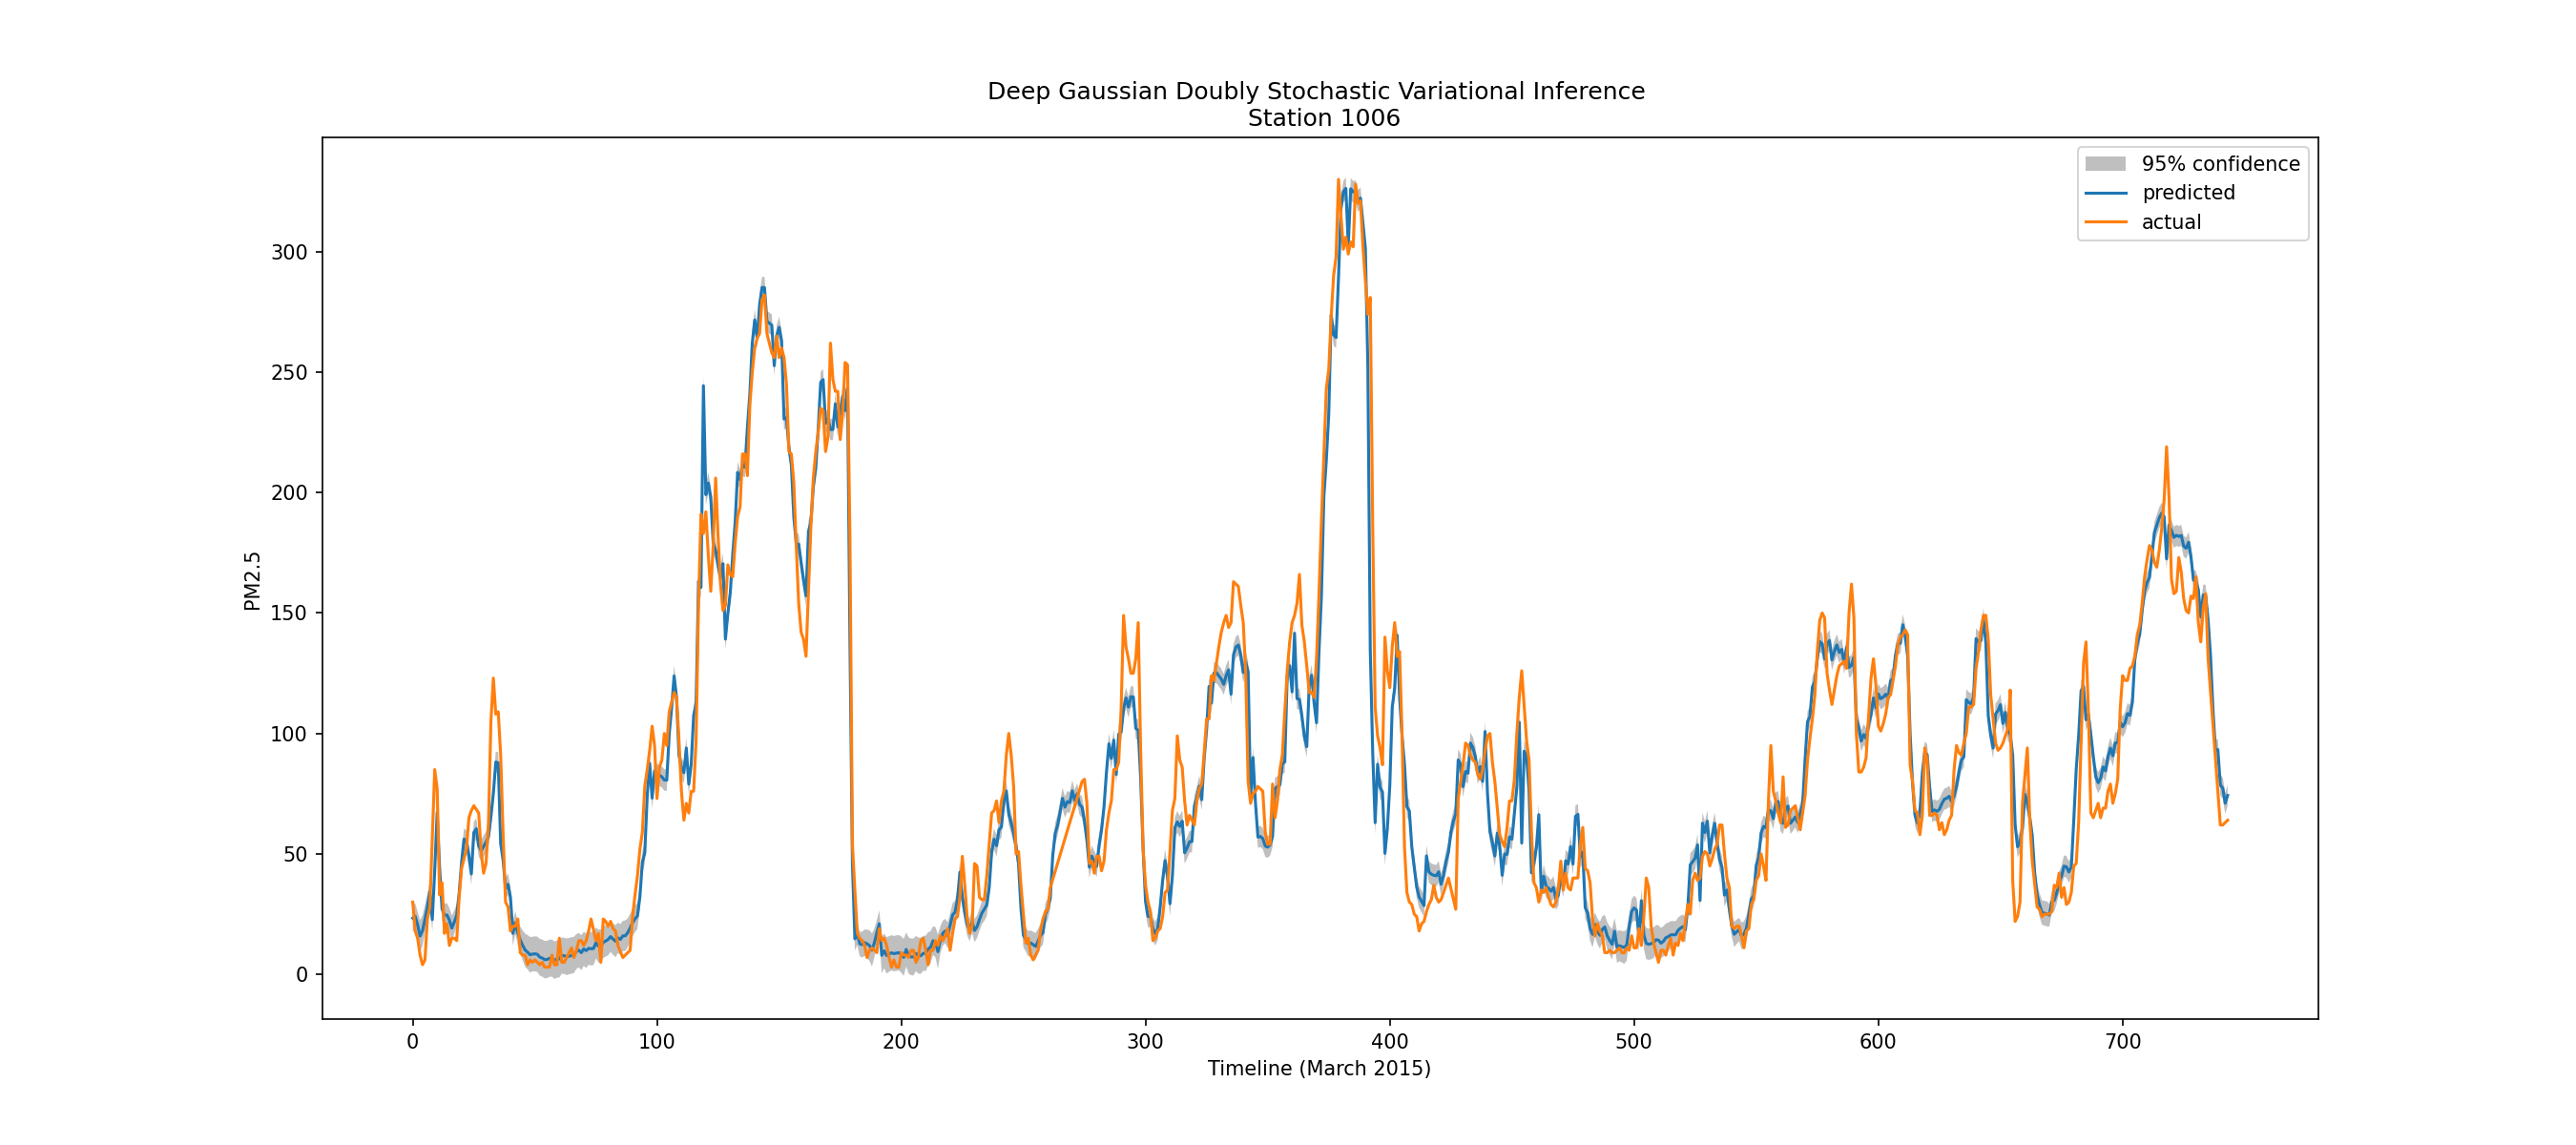 Deep Gaussian Doubly Stochastic Variational Inference
Station 1006
95% confidence
predicted
actual
PM2.5
300
250
200
150
100
50
0
0 100 200 300 400 500 600 700
Timeline (March 2015)